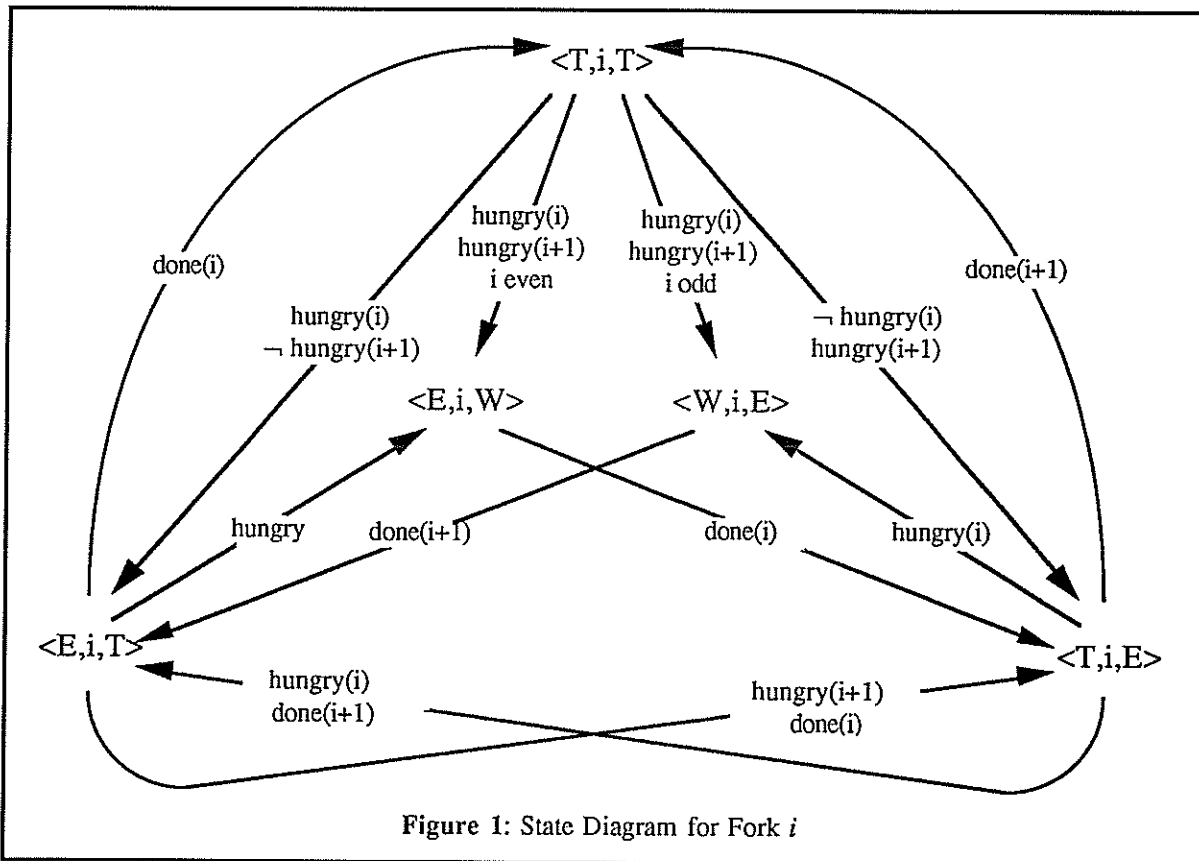 <T,i,T>
hungry(i)
hungry(i+1)
i even
hungry(i)
hungry(i+1)
i odd
done(i)
done(i+1)
hungry(i)
¬ hungry(i+1)
¬ hungry(i)
hungry(i+1)
<E,i,W>
<W,i,E>
hungry
done(i+1)
done(i)
hungry(i)
<E,i,T>
<T,i,E>
hungry(i)
done(i+1)
hungry(i+1)
done(i)
Figure 1: State Diagram for Fork i